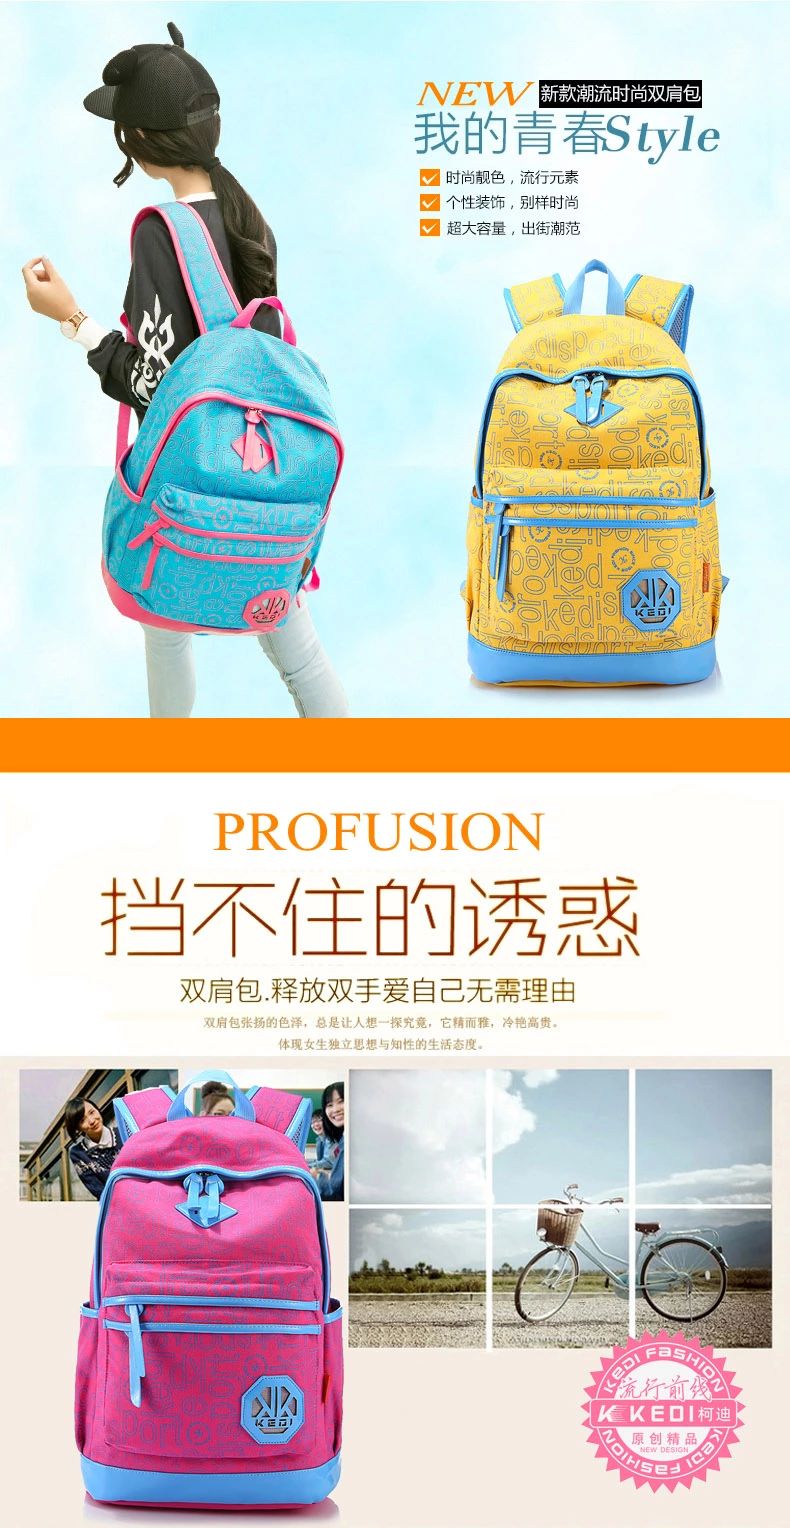 NEW 新款潮流时尚双肩包
我的青春Style
时尚靓色，流行元素
个性装饰，别样时尚
超大容量，出街潮范
KEDI
KEDI
PROFUSION
挡不住的诱惑
双肩包.释放双手爱自己无需理由
双肩包张扬的色泽，总是让人想一探究竟，它精而雅，冷艳高贵。
体现女生独立思想与知性的生活态度。
KEDI
KEDI FASHION
流行前线
KEDI柯迪
原创精品
NEW DESIGN
KEDI FASHION